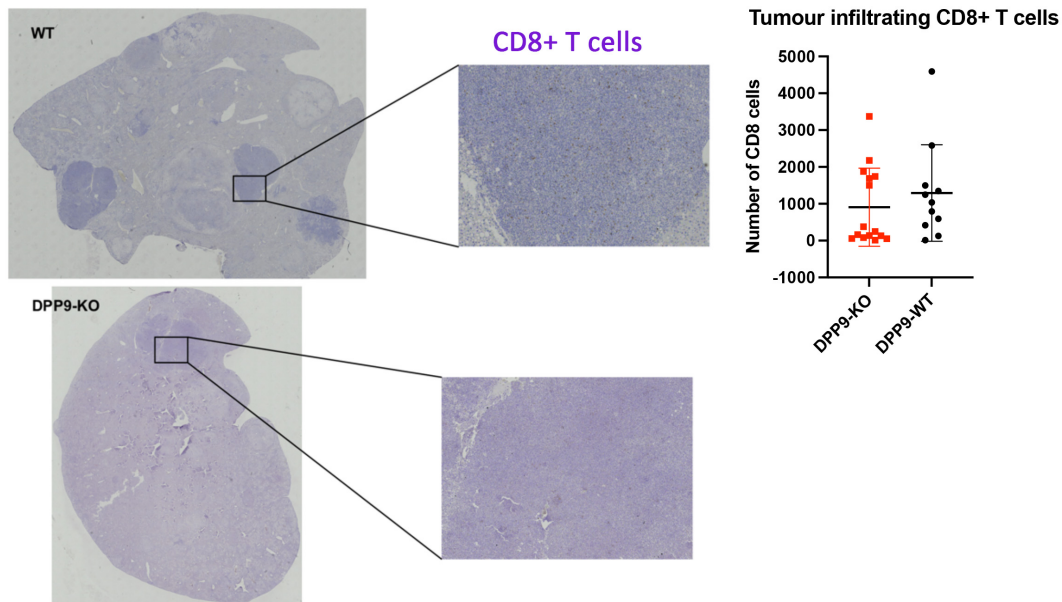 WT
CD8+ T cells
DPP9-KO
Tumour infiltrating CD8+ T cells
Number of CD8 cells
5000
4000
3000
2000
1000
0
-1000
DPP9-KO
DPP9-WT